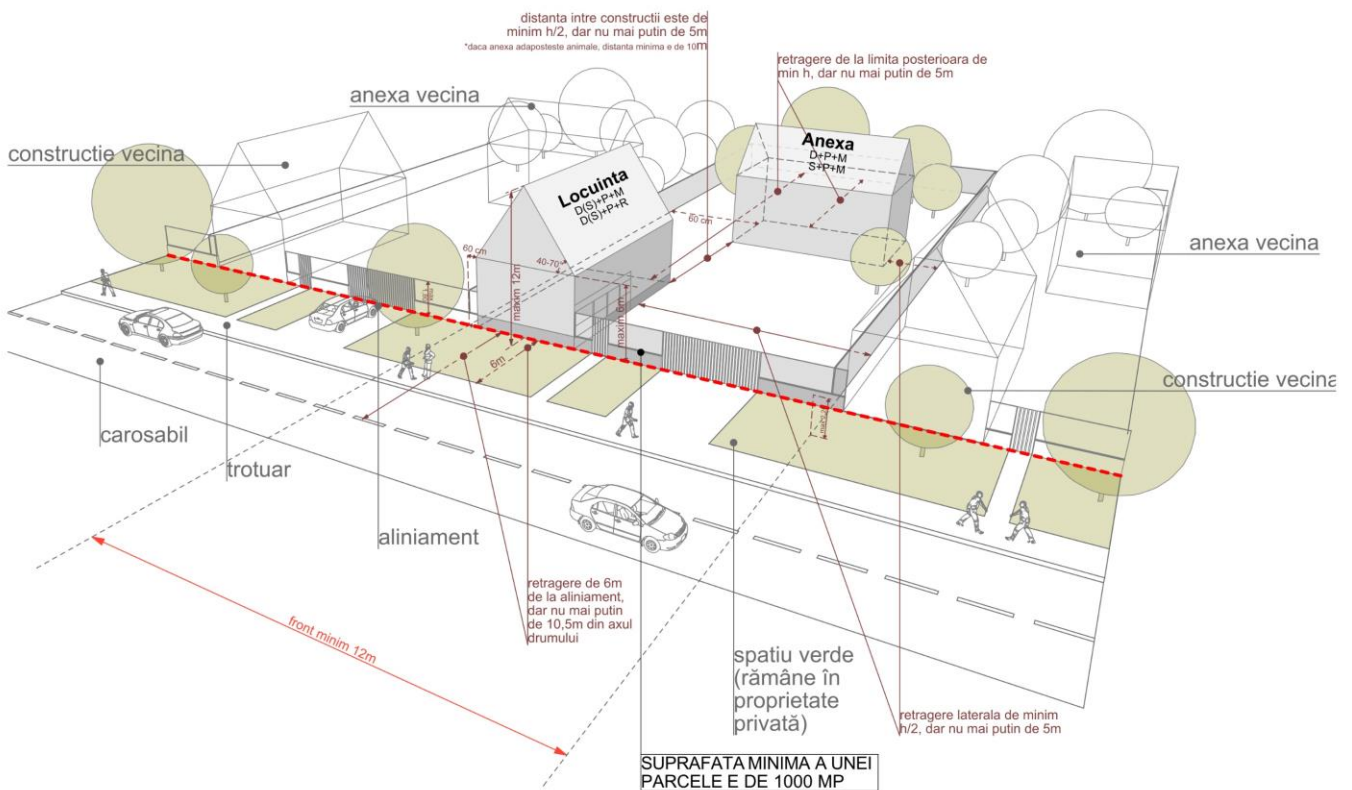 distanta intre constructii este de
minim h/2, dar nu mai putin de 5m
*daca anexa adaposteste animale, distanta minima e de 10m
retragere de la limita posterioara de
min h, dar nu mai putin de 5m
anexa vecina
constructie vecina
Anexa
D+P+M
S+P+M
Locuinta
D(S)+P+M
D(S)+P+R
60 cm
60 cm
40-70°
maxim 12m
maxim 6m
anexa vecina
6m
constructie vecina
carosabil
trotuar
aliniament
retragere de 6m
de la aliniament,
dar nu mai putin
de 10,5m din axul
drumului
front minim 12m
spatiu verde
(rămâne în
proprietate
privată)
retragere laterala de minim
h/2, dar nu mai putin de 5m
SUPRAFATA MINIMA A UNEI
PARCELE E DE 1000 MP